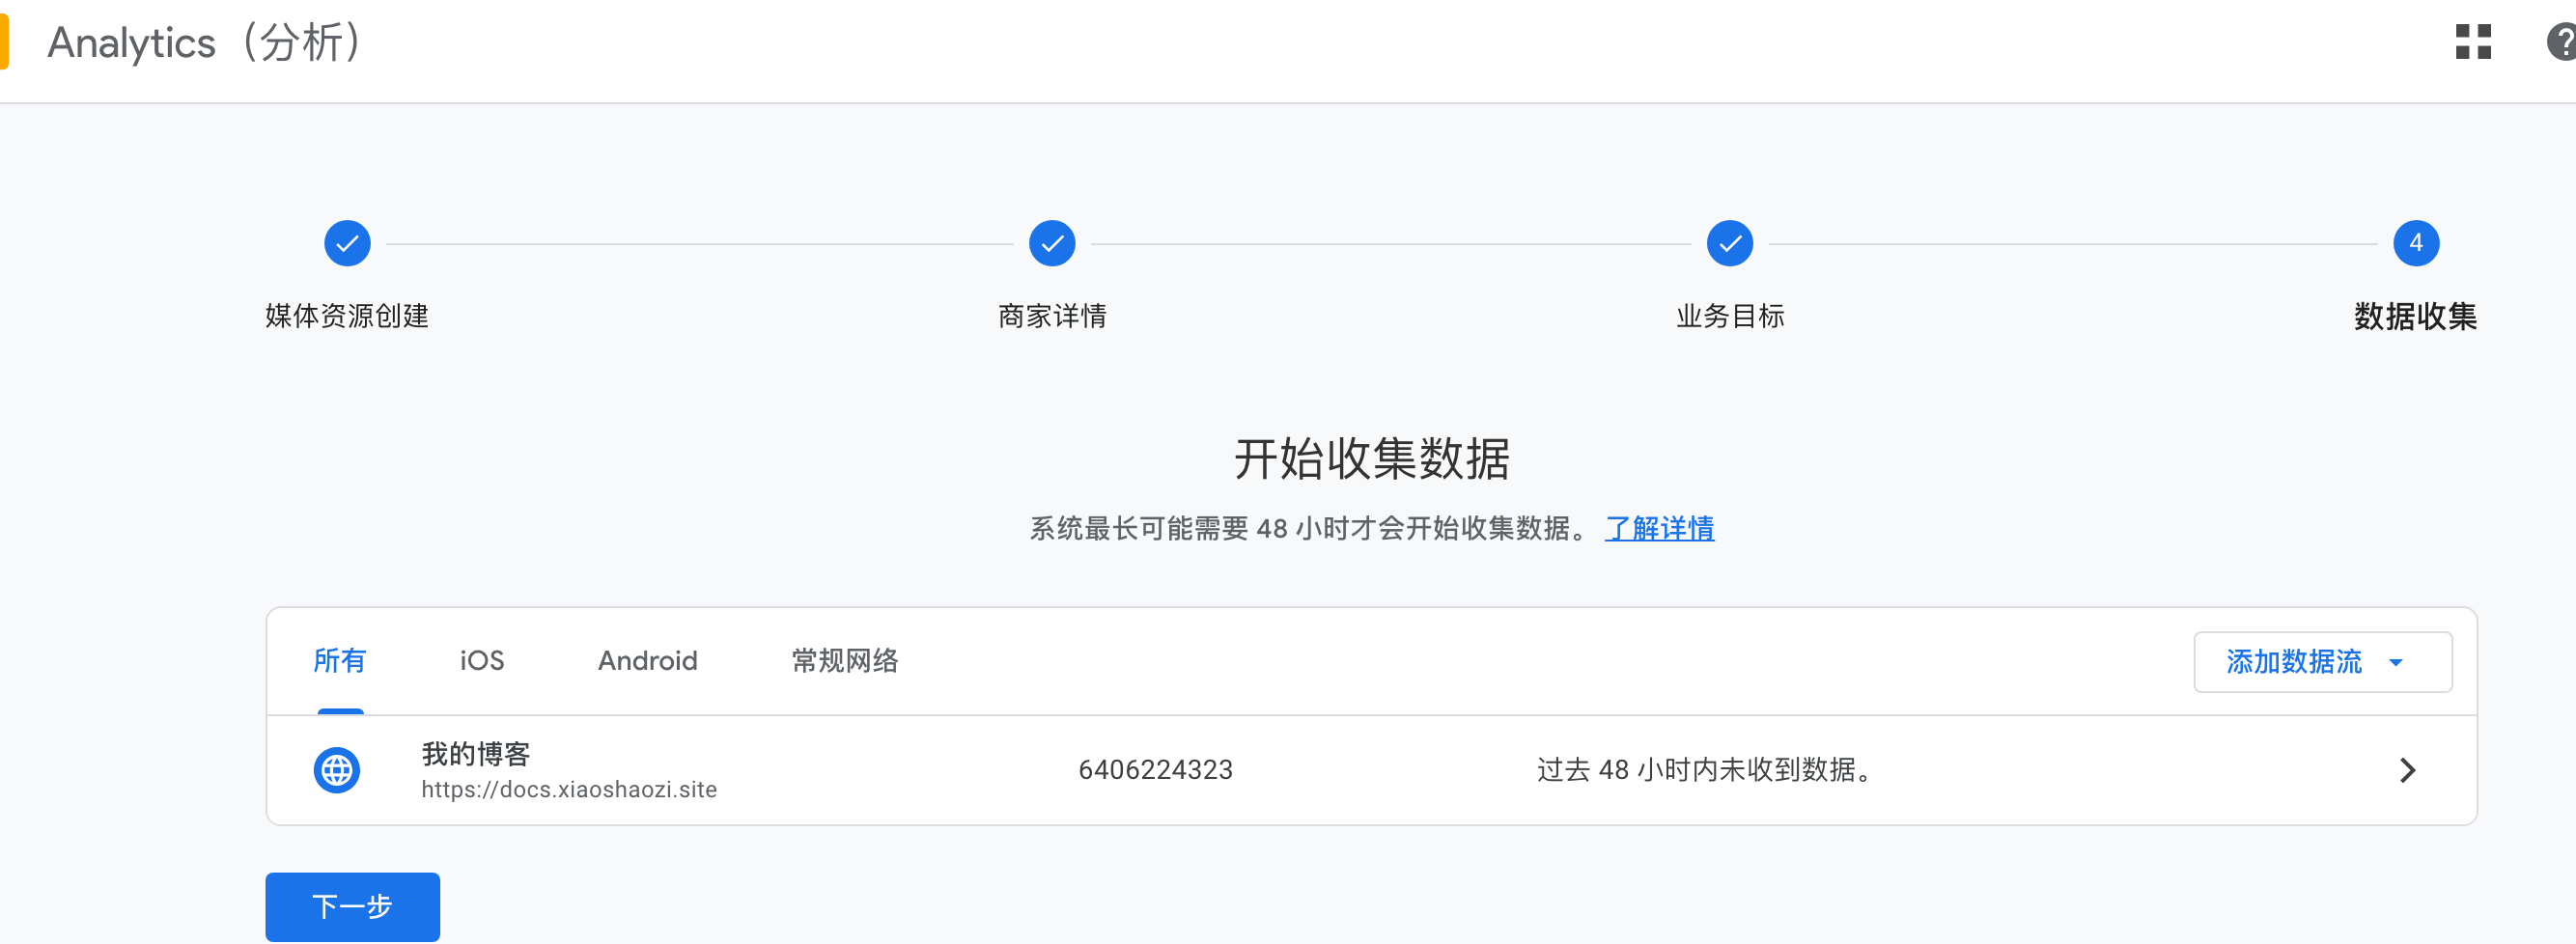 Analytics（分析）
4
媒体资源创建
商家详情
业务目标
数据收集
开始收集数据
系统最长可能需要 48 小时才会开始收集数据。 了解详情
所有
iOS
Android
常规网络
添加数据流
我的博客
https://docs.xiaoshaozi.site
6406224323
过去 48 小时内未收到数据。
下一步